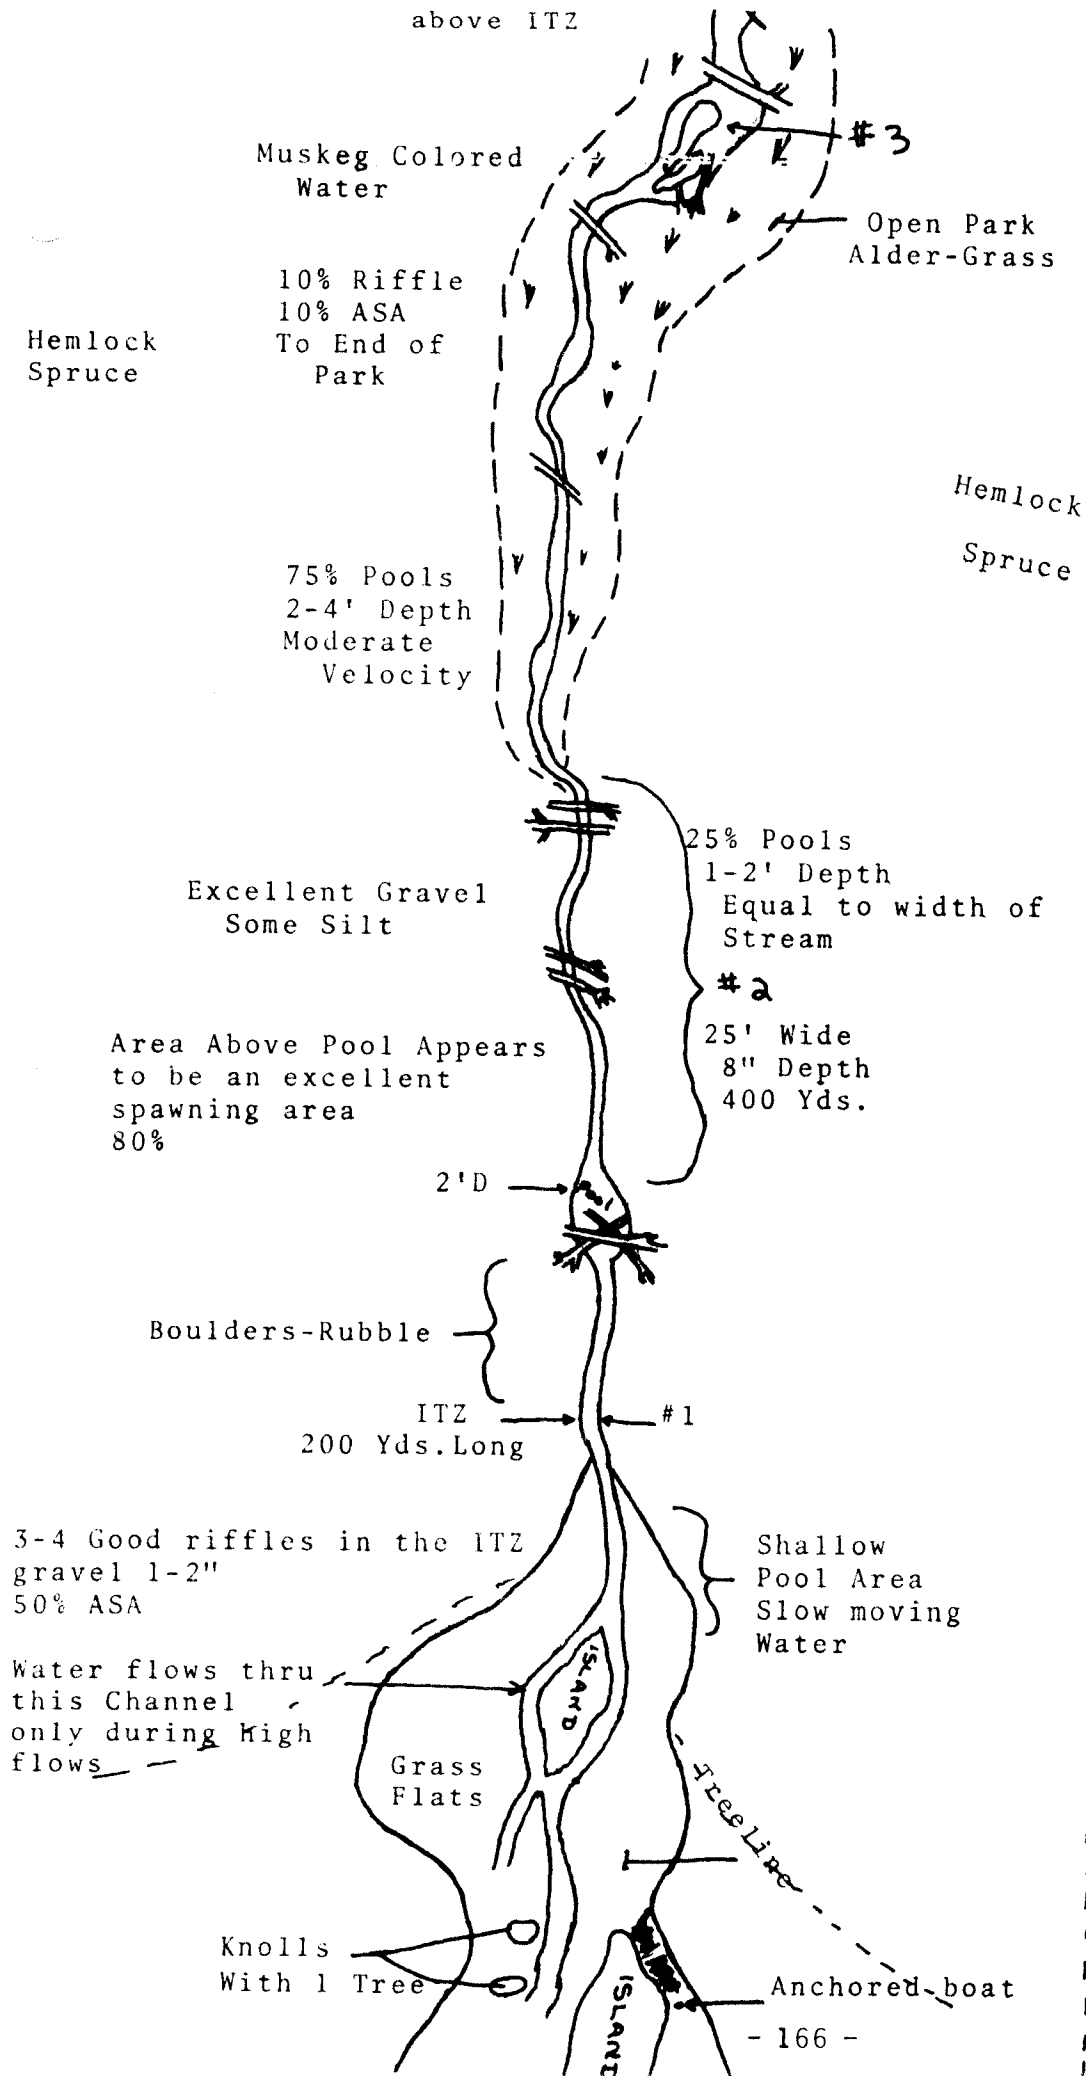 above ITZ
#3
Muskeg Colored
Water
Open Park
Alder-Grass
10% Riffle
10% ASA
To End of
Park
Hemlock
Spruce
Hemlock
Spruce
75% Pools
2-4' Depth
Moderate
Velocity
25% Pools
1-2' Depth
Equal to width of
Stream
Excellent Gravel
Some Silt
#2
25' Wide
8" Depth
400 Yds.
Area Above Pool Appears
to be an excellent
spawning area
80%
2'D
Pool
Boulders-Rubble
ITZ
200 Yds.Long
#1
3-4 Good riffles in the ITZ
gravel 1-2"
50% ASA
Shallow
Pool Area
Slow moving
Water
Water flows thru
this Channel
only during High
flows
ISLAND
Grass
Flats
Treeline
Knolls
With 1 Tree
ISLAND
Anchored boat
- 166 -